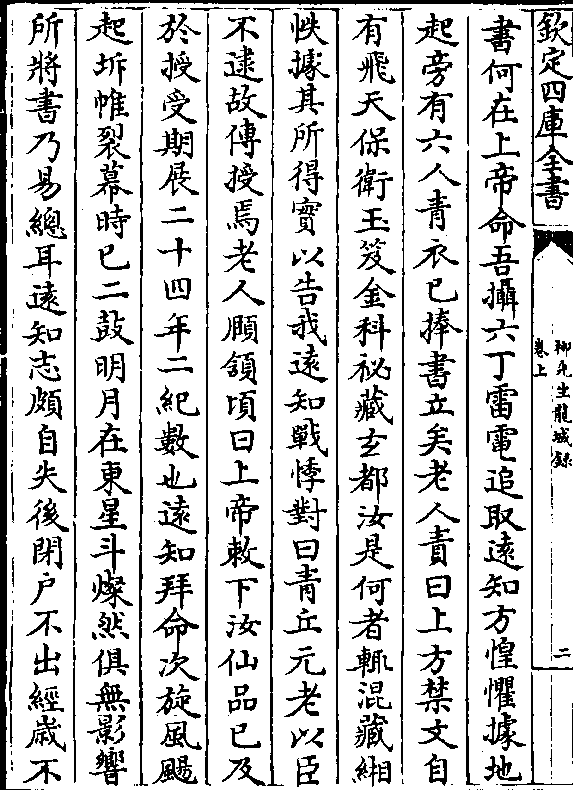 欽定四庫全書
柳先生龍城錄
卷上
二
書何在上帝命吾攝六丁雷電追取遠知方惶懼據地
起旁有六人青衣已捧書立矣老人責曰上方禁文自
有飛天保衛玉笈金科祕藏玄都汝是何者輒混藏緗
帙據其所得實以告我遠知戰悸對曰青丘元老以臣
不逮故傳授焉老人頫頷頃曰上帝敕下汝仙品已及
於授受期展二十四年二紀數也遠知拜命次旋風颺
起坼帷裂幕時已二鼓明月在東星斗燦然俱無影響
所將書乃易總耳遠知志頗自失後閉户不出經歲不